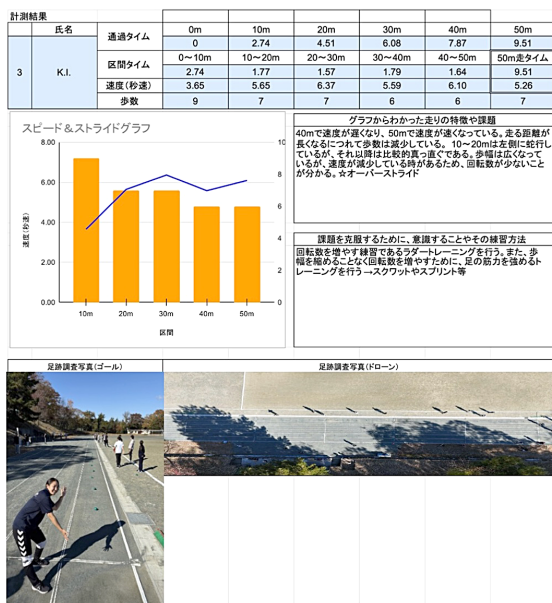 計測結果
氏名 通過タイム 0m 10m 20m 30m 40m 50m
0 2.74 4.51 6.08 7.87 9.51
3 K.I. 区間タイム 0～10m 10～20m 20～30m 30～40m 40～50m 50m走タイム
2.74 1.77 1.57 1.79 1.64 9.51
速度(秒速) 3.65 5.65 6.37 5.59 6.10 5.26
歩数 9 7 7 6 6 7
スピード＆ストライドグラフ
8.00 10
8
6.00
6
4.00
4
2.00
2
0.00 0
速度(秒速)
10m 20m 30m 40m 50m
区間
グラフからわかった走りの特徴や課題
40mで速度が遅くなり、50mで速度が速くなっている。走る距離が
長くなるにつれて歩数は減少している。 10～20mは左側に蛇行し
ているが、それ以降は比較的真っ直ぐである。歩幅は広くなって
いるが、速度が減少している時があるため、回転数が少ないこと
が分かる。☆オーバーストライド
課題を克服するために、意識することやその練習方法
回転数を増やす練習であるラダートレーニングを行う。また、歩
幅を縮めることなく回転数を増やすために、足の筋力を強めるト
レーニングを行う→スクワットやスプリント等
足跡調査写真(ゴール) 足跡調査写真(ドローン)